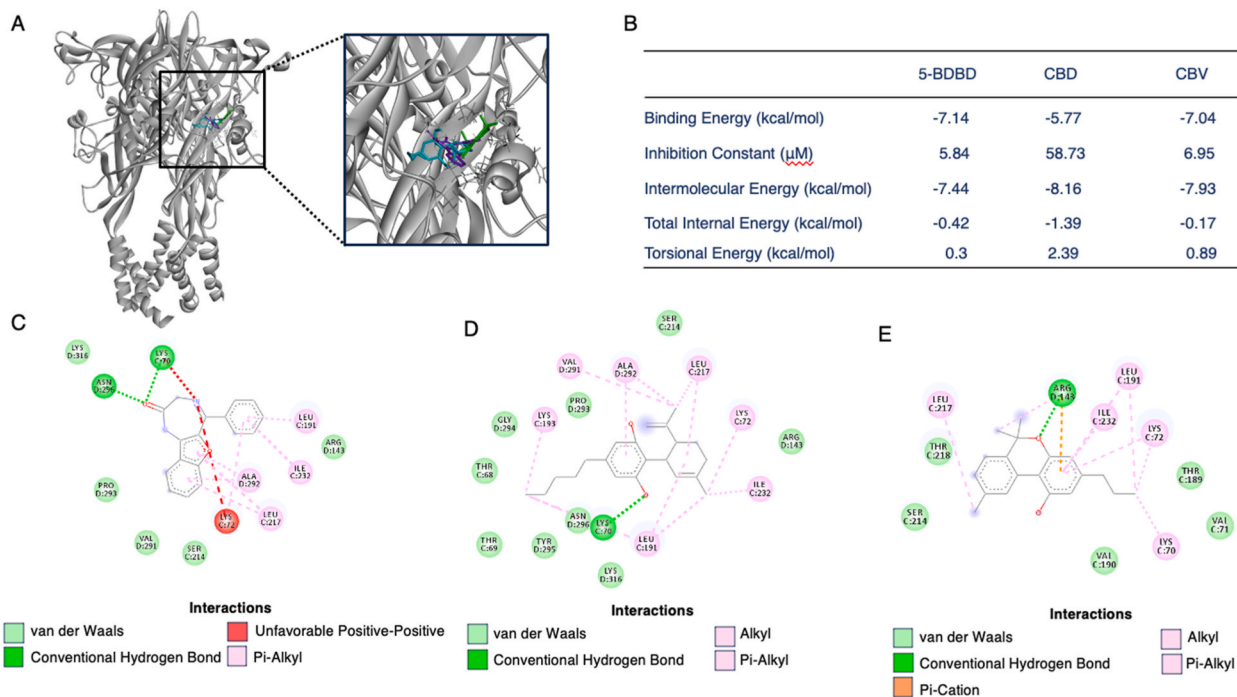 A
B
5-BDBD CBD CBV
Binding Energy (kcal/mol) -7.14 -5.77 -7.04
Inhibition Constant (µM) 5.84 58.73 6.95
Intermolecular Energy (kcal/mol) -7.44 -8.16 -7.93
Total Internal Energy (kcal/mol) -0.42 -1.39 -0.17
Torsional Energy (kcal/mol) 0.3 2.39 0.89
C
LYS
D:316
LYS
C:70
ASN
D:296
LEU
C:191
ARG
D:143
ILE
C:232
ALA
D:292
PRO
D:293
LEU
C:217
LYS
C:72
VAL
D:291
SER
C:214
Interactions
van der Waals
Unfavorable Positive-Positive
Conventional Hydrogen Bond
Pi-Alkyl
D
SER
C:214
VAL
D:291
ALA
D:292
LEU
C:217
PRO
D:293
LYS
C:193
LYS
C:72
GLY
D:294
ARG
D:143
THR
C:68
ILE
C:232
ASN
D:296
LYS
C:70
THR
C:69
TYR
D:295
LEU
C:191
LYS
D:316
Interactions
van der Waals
Alkyl
Conventional Hydrogen Bond
Pi-Alkyl
E
LEU
C:191
ARG
D:143
LEU
C:217
ILE
C:232
LYS
C:72
THR
C:218
THR
C:189
SER
C:214
VAL
C:71
LYS
C:70
VAL
C:190
Interactions
van der Waals
Alkyl
Conventional Hydrogen Bond
Pi-Alkyl
Pi-Cation